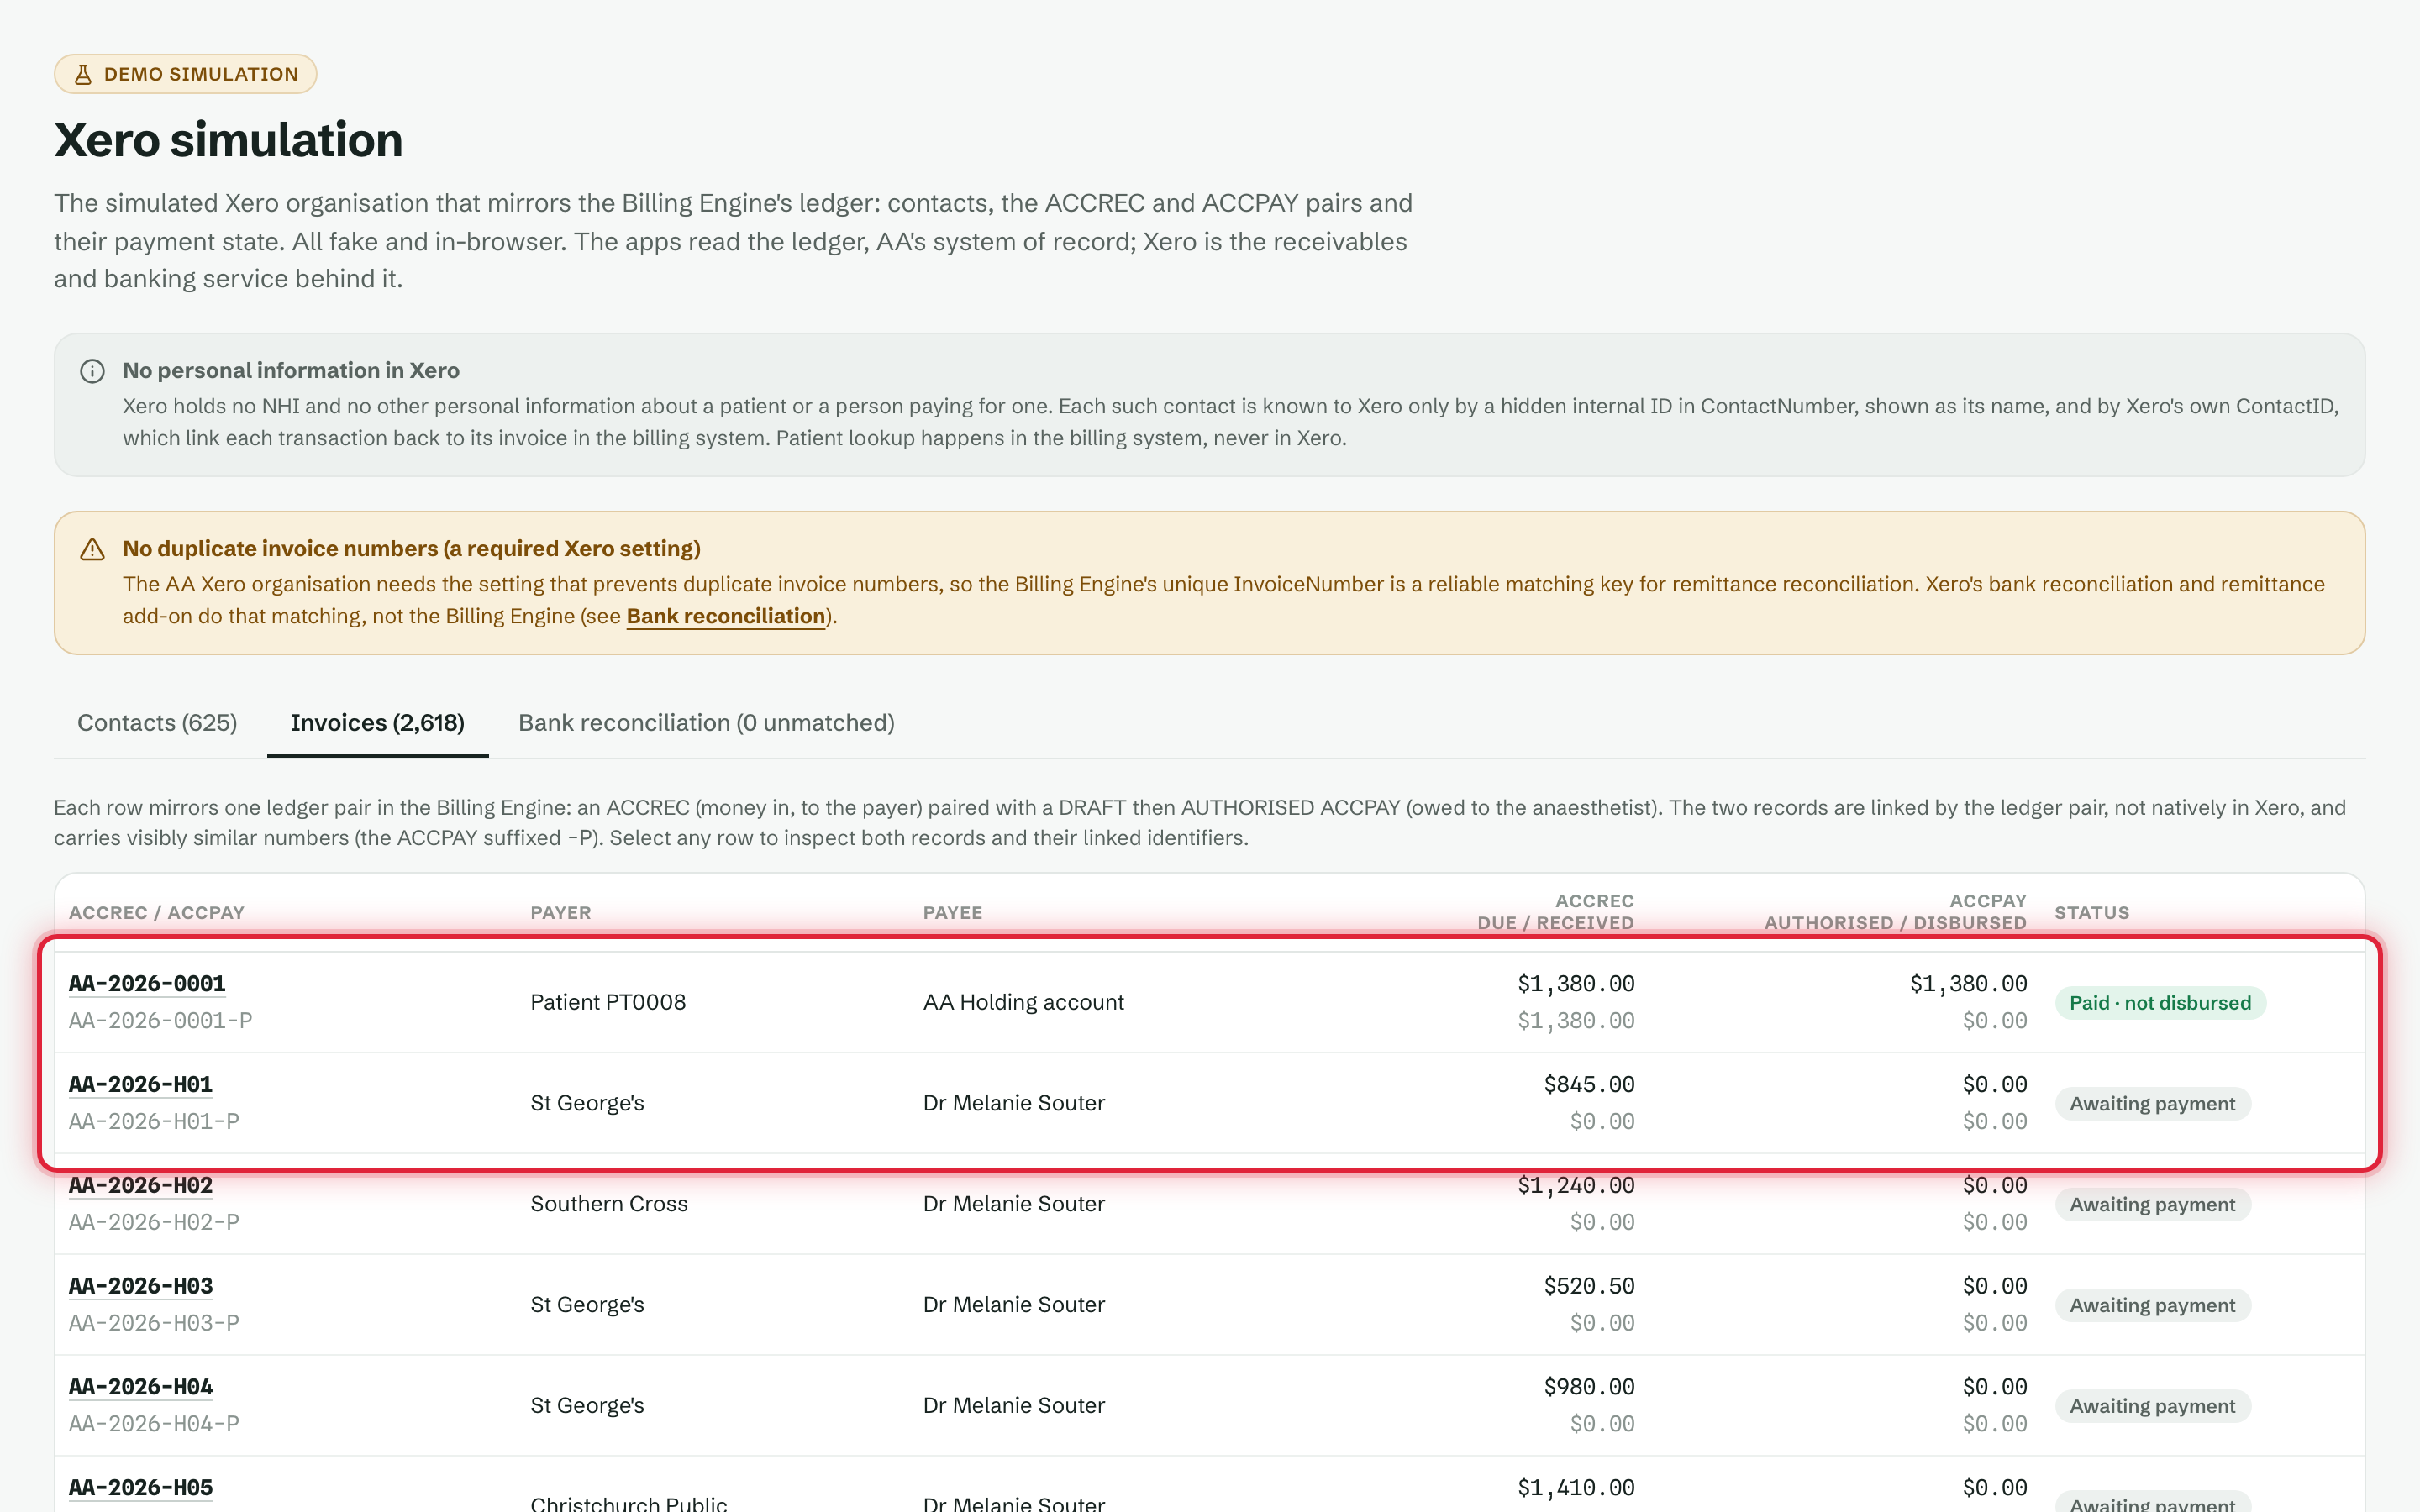 DEMO SIMULATION
Xero simulation
The simulated Xero organisation that mirrors the Billing Engine's ledger: contacts, the ACCREC and ACCPAY pairs and
their payment state. All fake and in-browser. The apps read the ledger, AA's system of record; Xero is the receivables
and banking service behind it.
No personal information in Xero
Xero holds no NHI and no other personal information about a patient or a person paying for one. Each such contact is known to Xero only by a hidden internal ID in ContactNumber, shown as its name, and by Xero's own ContactID,
which link each transaction back to its invoice in the billing system. Patient lookup happens in the billing system, never in Xero.
No duplicate invoice numbers (a required Xero setting)
The AA Xero organisation needs the setting that prevents duplicate invoice numbers, so the Billing Engine's unique InvoiceNumber is a reliable matching key for remittance reconciliation. Xero's bank reconciliation and remittance
add-on do that matching, not the Billing Engine (see Bank reconciliation).
Contacts (625) Invoices (2,618) Bank reconciliation (0 unmatched)
Each row mirrors one ledger pair in the Billing Engine: an ACCREC (money in, to the payer) paired with a DRAFT then AUTHORISED ACCPAY (owed to the anaesthetist). The two records are linked by the ledger pair, not natively in Xero, and
carries visibly similar numbers (the ACCPAY suffixed -P). Select any row to inspect both records and their linked identifiers.
ACCREC / ACCPAY PAYER PAYEE ACCREC DUE / RECEIVED ACCPAY AUTHORISED / DISBURSED STATUS
AA-2026-0001 $1,380.00 $1,380.00
Patient PT0008 AA Holding account Paid · not disbursed
AA-2026-0001-P $1,380.00 $0.00
AA-2026-H01 $845.00 $0.00
St George's Dr Melanie Souter Awaiting payment
AA-2026-H01-P $0.00 $0.00
AA-2026-H02 $1,240.00 $0.00
Southern Cross Dr Melanie Souter Awaiting payment
AA-2026-H02-P $0.00 $0.00
AA-2026-H03 $520.50 $0.00
St George's Dr Melanie Souter Awaiting payment
AA-2026-H03-P $0.00 $0.00
AA-2026-H04 $980.00 $0.00
St George's Dr Melanie Souter Awaiting payment
AA-2026-H04-P $0.00 $0.00
AA-2026-H05 $1,410.00 $0.00
Christchurch Public Dr Melanie Souter Awaiting payment